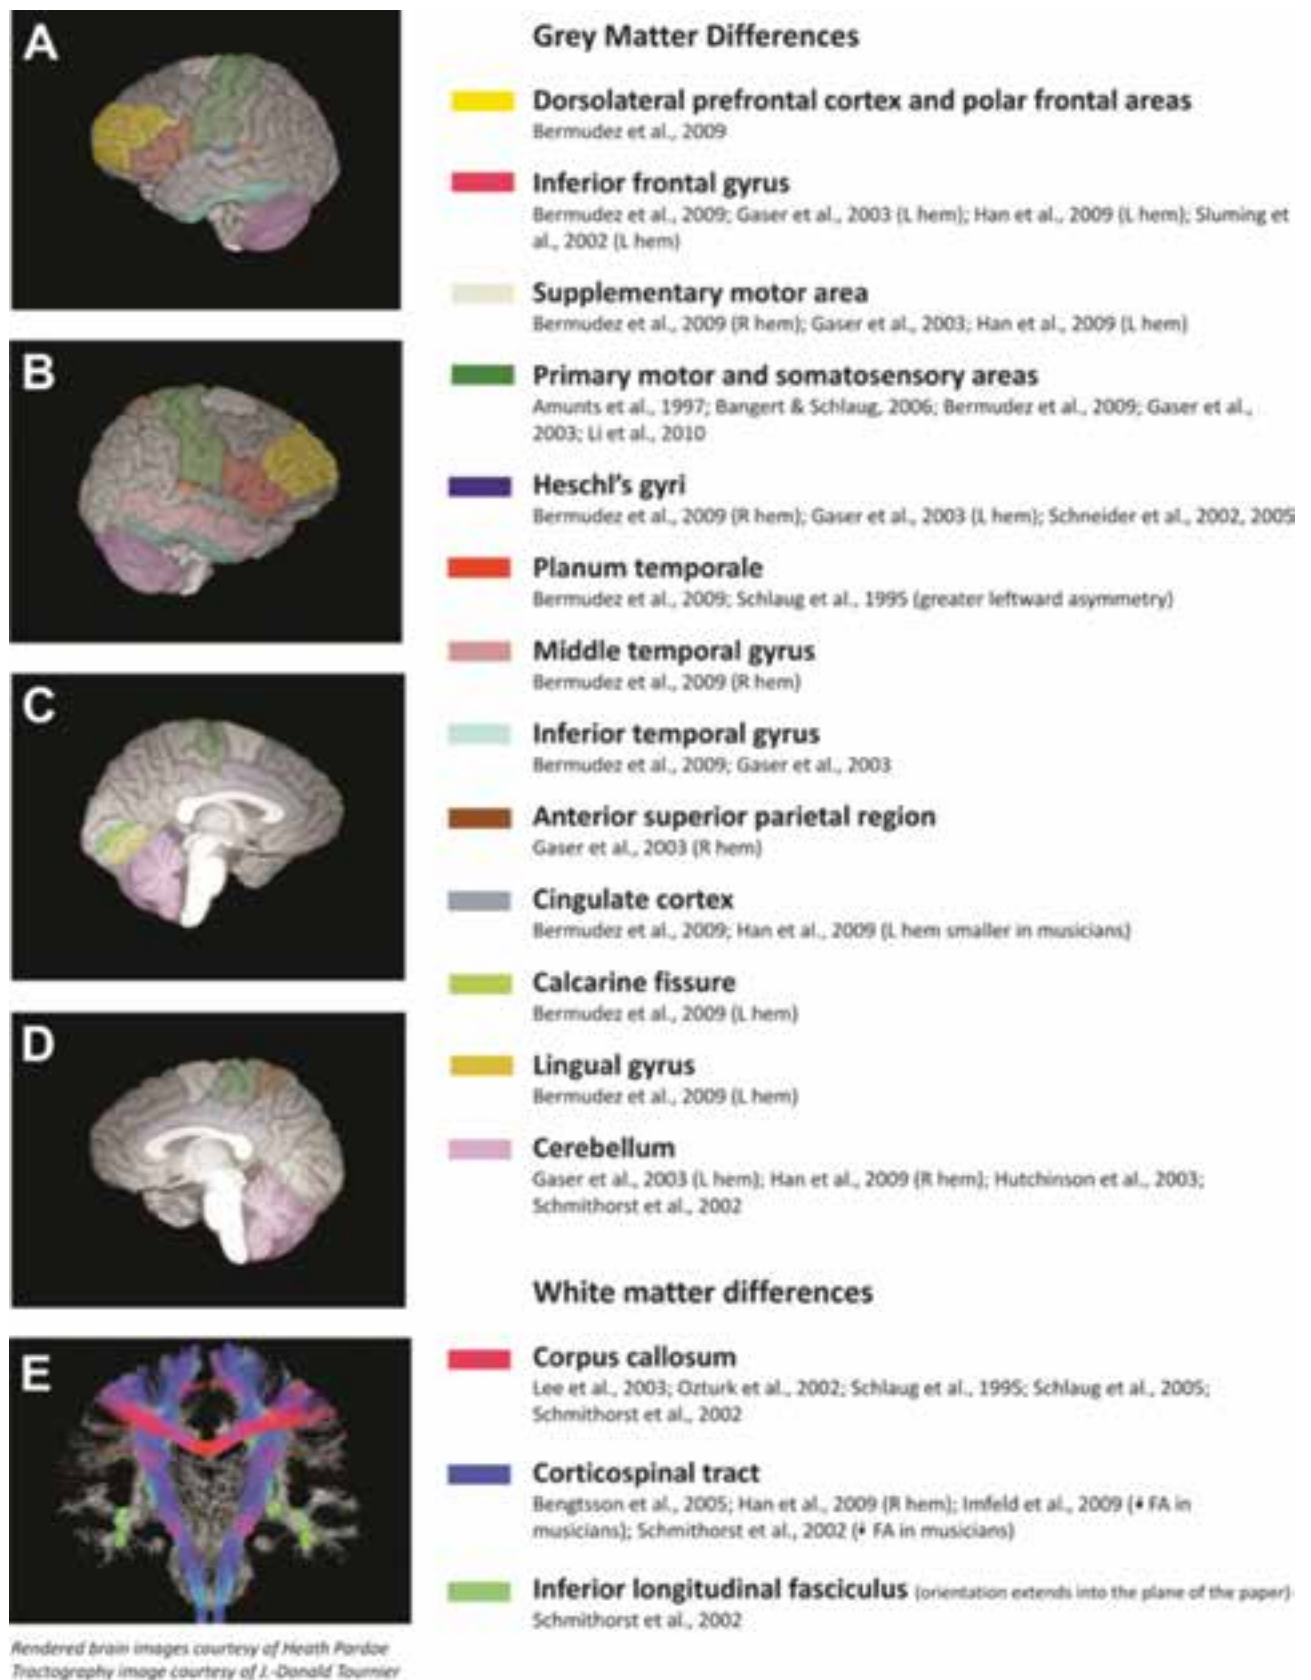 A
B
C
D
E
Grey Matter Differences
Dorsolateral prefrontal cortex and polar frontal areas
Bermudez et al., 2009
Inferior frontal gyrus
Bermudez et al., 2009; Gaser et al., 2003 (L hem); Han et al., 2009 (L hem); Sluming et
al., 2002 (L hem)
Supplementary motor area
Bermudez et al., 2009 (R hem); Gaser et al., 2003; Han et al., 2009 (L hem)
Primary motor and somatosensory areas
Amunts et al., 1997; Bangert & Schlaug, 2006; Bermudez et al., 2009; Gaser et al.,
2003; Li et al., 2010
Heschl's gyri
Bermudez et al., 2009 (R hem); Gaser et al., 2003 (L hem); Schneider et al., 2002, 2005
Planum temporale
Bermudez et al., 2009; Schlaug et al., 1995 (greater leftward asymmetry)
Middle temporal gyrus
Bermudez et al., 2009 (R hem)
Inferior temporal gyrus
Bermudez et al., 2009; Gaser et al., 2003
Anterior superior parietal region
Gaser et al., 2003 (R hem)
Cingulate cortex
Bermudez et al., 2009; Han et al., 2009 (L hem smaller in musicians)
Calcarine fissure
Bermudez et al., 2009 (L hem)
Lingual gyrus
Bermudez et al., 2009 (L hem)
Cerebellum
Gaser et al., 2003 (L hem); Han et al., 2009 (R hem); Hutchinson et al., 2003;
Schmithorst et al., 2002
White matter differences
Corpus callosum
Lee et al., 2003; Ozturk et al., 2002; Schlaug et al., 1995; Schlaug et al., 2005;
Schmithorst et al., 2002
Corticospinal tract
Bengtsson et al., 2005; Han et al., 2009 (R hem); Imfeld et al., 2009 (FA in
musicians); Schmithorst et al., 2002 (FA in musicians)
Inferior longitudinal fasciculus (orientation extends into the plane of the paper)
Schmithorst et al., 2002
Rendered brain images courtesy of Heath Pardoe
Tractography image courtesy of J.-Donald Tournier